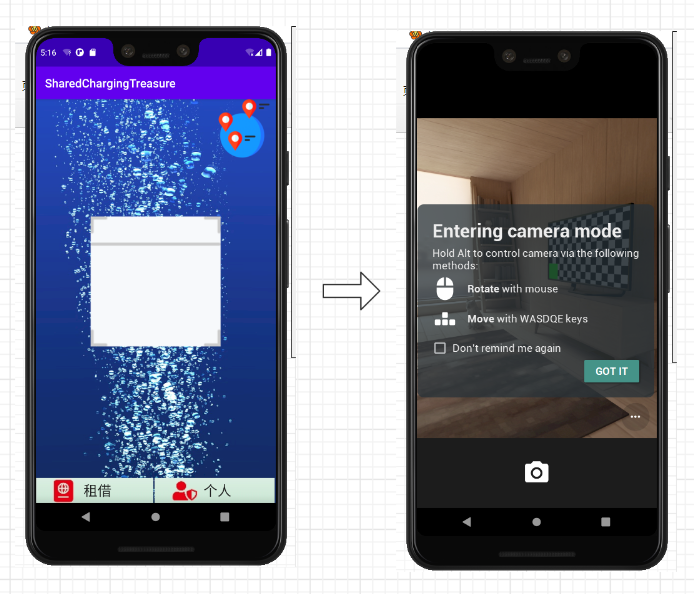 5:16
SharedChargingTreasure
租借
个人
Entering camera mode
Hold Alt to control camera via the following
methods:
Rotate with mouse
Move with WASDQE keys
Don't remind me again
GOT IT